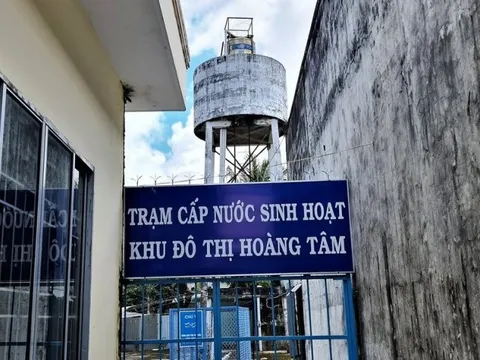 TRẠM CẤP NƯỚC SINH HOẠT
KHU ĐÔ THỊ HOÀNG TÂM